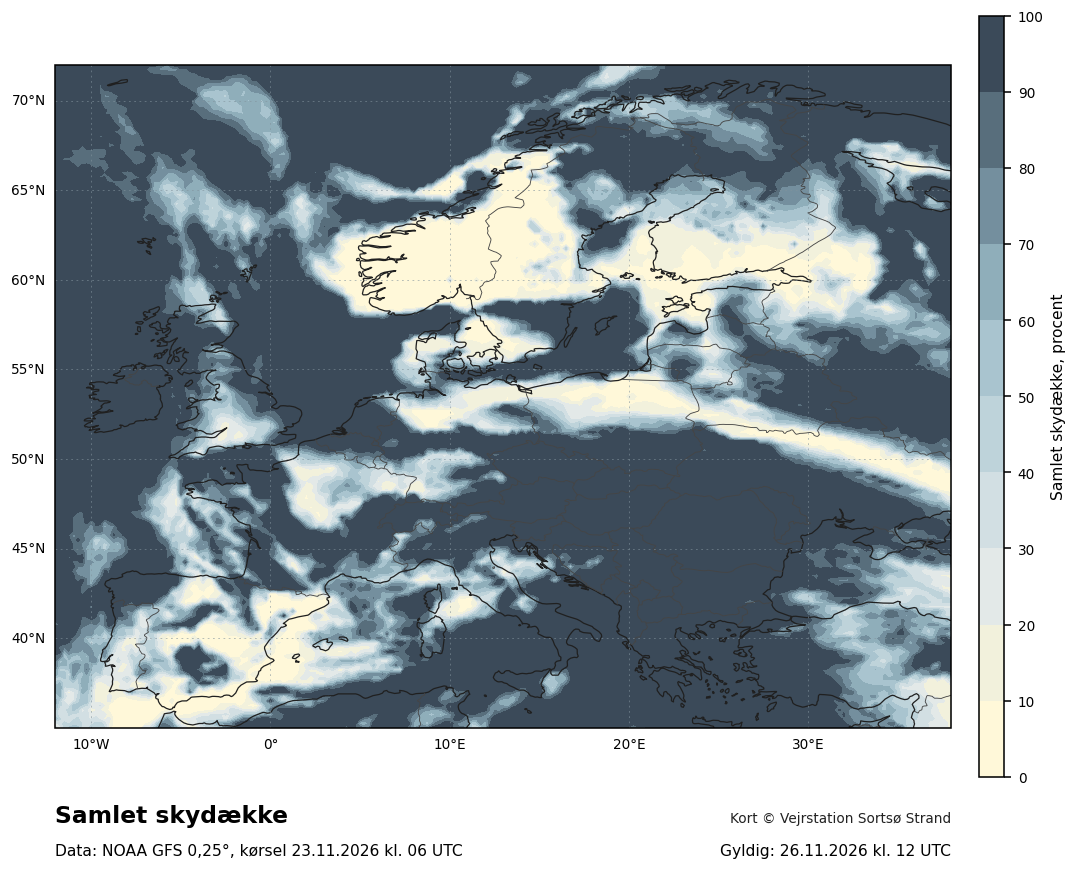 100
90
80
70
60
50
40
30
20
10
0
Samlet skydække, procent
70°N
65°N
60°N
55°N
50°N
45°N
40°N
10°W
0°
10°E
20°E
30°E
Samlet skydække
Kort © Vejrstation Sortsø Strand
Data: NOAA GFS 0,25°, kørsel 23.11.2026 kl. 06 UTC
Gyldig: 26.11.2026 kl. 12 UTC